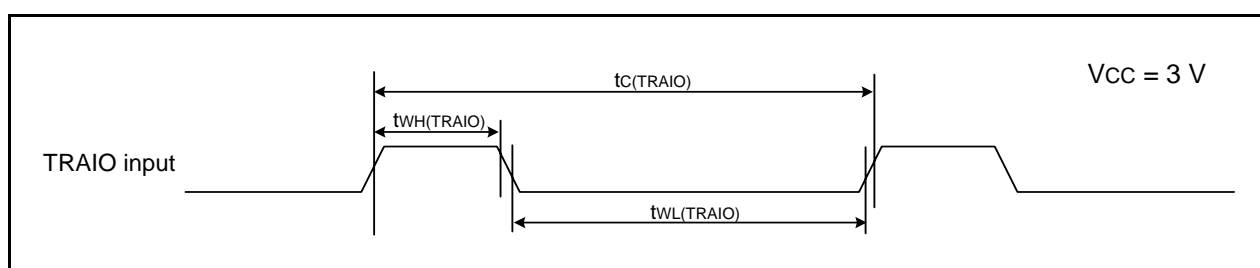 tC(TRAIO)
VCC = 3 V
tWH(TRAIO)
TRAIO input
tWL(TRAIO)